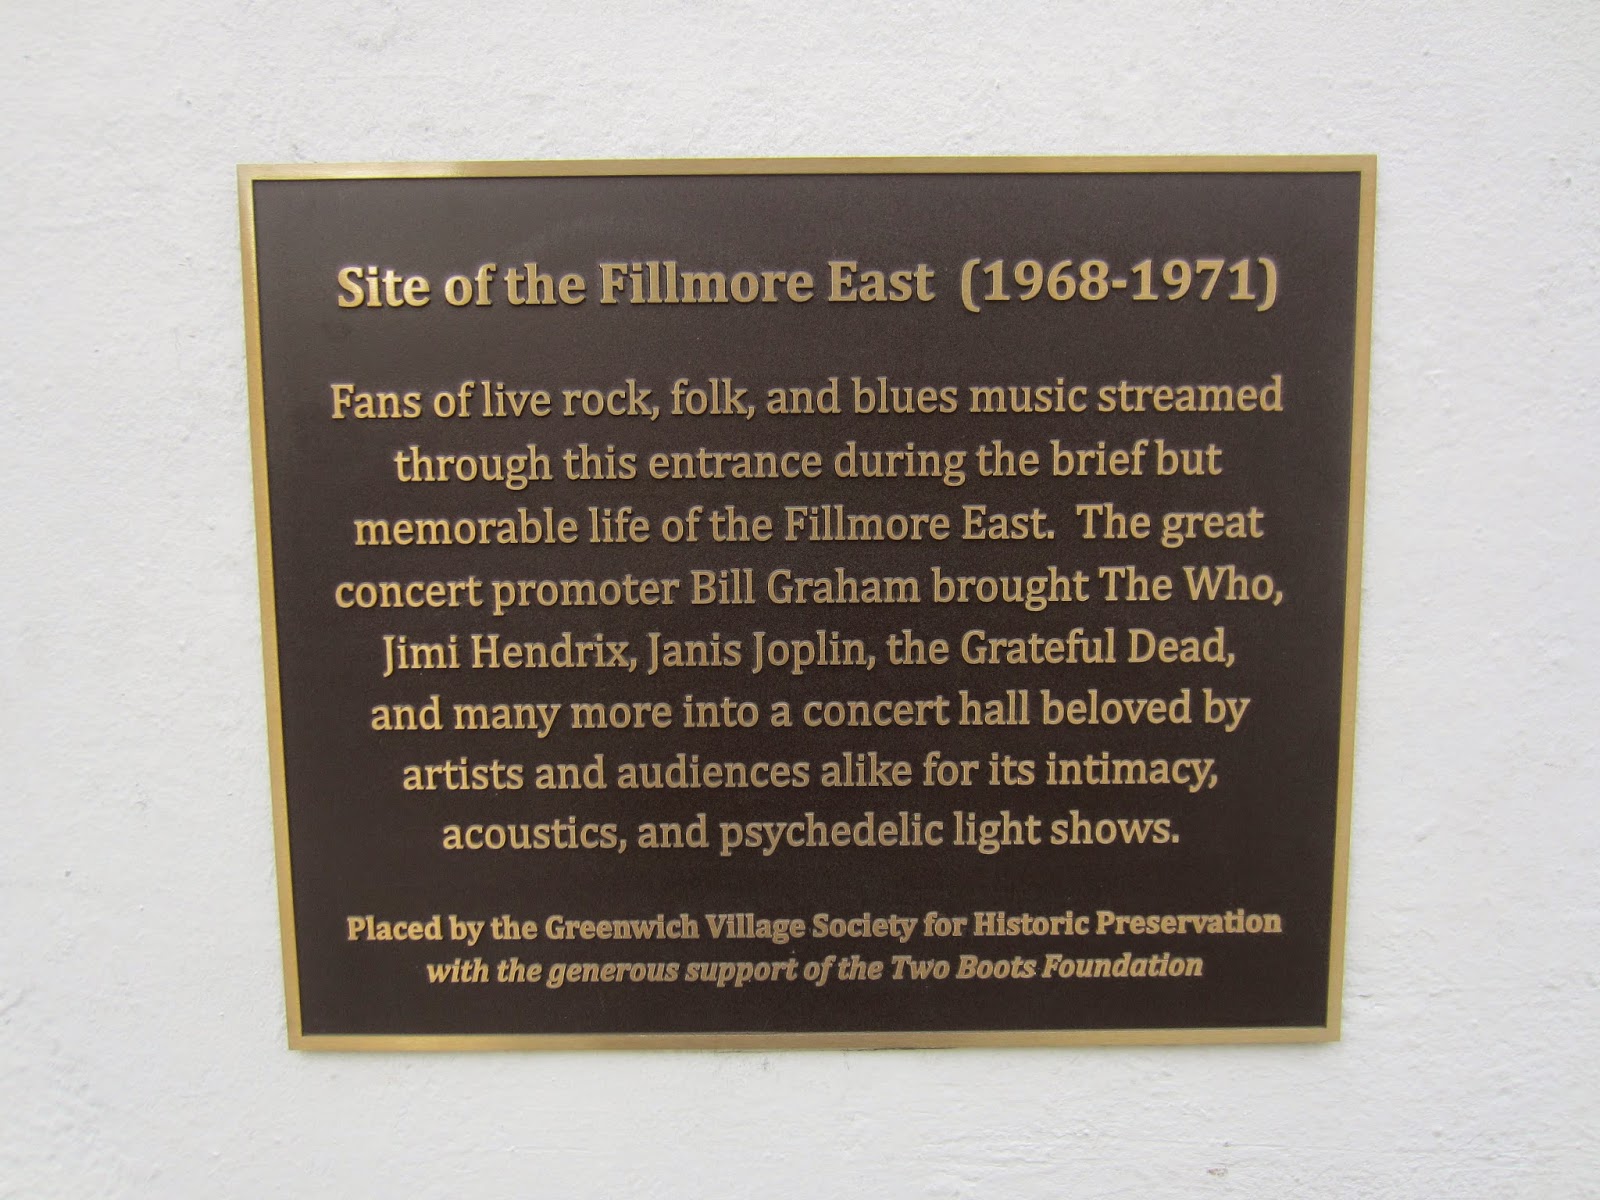 Site of the Fillmore East (1968-1971)
Fans of live rock, folk, and blues music streamed
through this entrance during the brief but
memorable life of the Fillmore East. The great
concert promoter Bill Graham brought The Who,
Jimi Hendrix, Janis Joplin, the Grateful Dead,
and many more into a concert hall beloved by
artists and audiences alike for its intimacy,
acoustics, and psychedelic light shows.
Placed by the Greenwich Village Society for Historic Preservation
with the generous support of the Two Boots Foundation